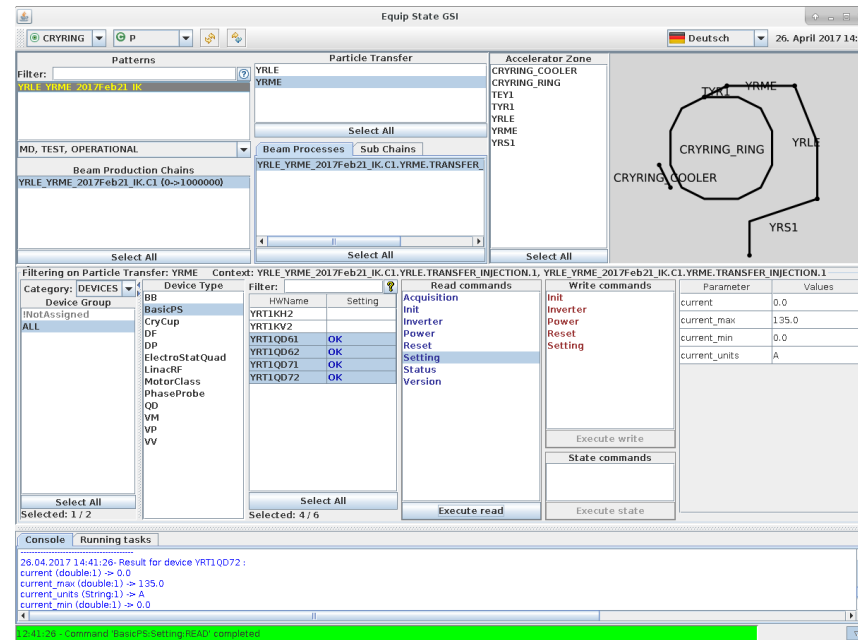 Equip State GSI
CRYRING P Deutsch 26. April 2017 14:
Patterns
Filter:
YRLE_YRME_2017Feb21_IK
MD, TEST, OPERATIONAL
Beam Production Chains
YRLE_YRME_2017Feb21_IK.C1 (0->1000000)
Select All
Particle Transfer
YRLE
YRME
Select All
Beam Processes Sub Chains
YRLE_YRME_2017Feb21_IK.C1.YRME.TRANSFER_
Select All
Accelerator Zone
CRYRING_COOLER
CRYRING_RING
TEY1
TYR1
YRLE
YRME
YRS1
Select All
TYR1
YRME
CRYRING_RING
YRLE
CRYRING_COOLER
YRS1
Filtering on Particle Transfer: YRME Context: YRLE_YRME_2017Feb21_IK.C1.YRLE.TRANSFER_INJECTION.1, YRLE_YRME_2017Feb21_IK.C1.YRME.TRANSFER_INJECTION.1
Category: DEVICES
Device Group
!NotAssigned
ALL
Select All
Selected: 1 / 2
Device Type
BB
BasicPS
CryCup
DF
DP
ElectroStatQuad
LinacRF
MotorClass
PhaseProbe
QD
VM
VP
VV
Filter:
HWName Setting
YRT1KH2
YRT1KV2
YRT1QD61 OK
YRT1QD62 OK
YRT1QD71 OK
YRT1QD72 OK
Select All
Selected: 4 / 6
Read commands
Acquisition
Init
Inverter
Power
Reset
Setting
Status
Version
Execute read
Write commands
Init
Inverter
Power
Reset
Setting
Execute write
State commands
Execute state
Parameter Values
current 0.0
current_max 135.0
current_min 0.0
current_units A
Console Running tasks
----------------------------------------
26.04.2017 14:41:26- Result for device YRT1QD72 :
current (double:1) -> 0.0
current_max (double:1) -> 135.0
current_units (String:1) -> A
current_min (double:1) -> 0.0
12:41:26 - Command 'BasicPS:Setting:READ' completed